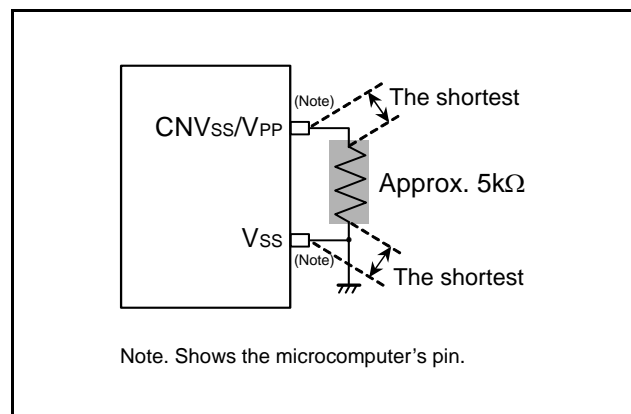 (Note)
The shortest
CNVSS/VPP
Approx. 5kΩ
VSS
(Note)
The shortest
Note. Shows the microcomputer's pin.